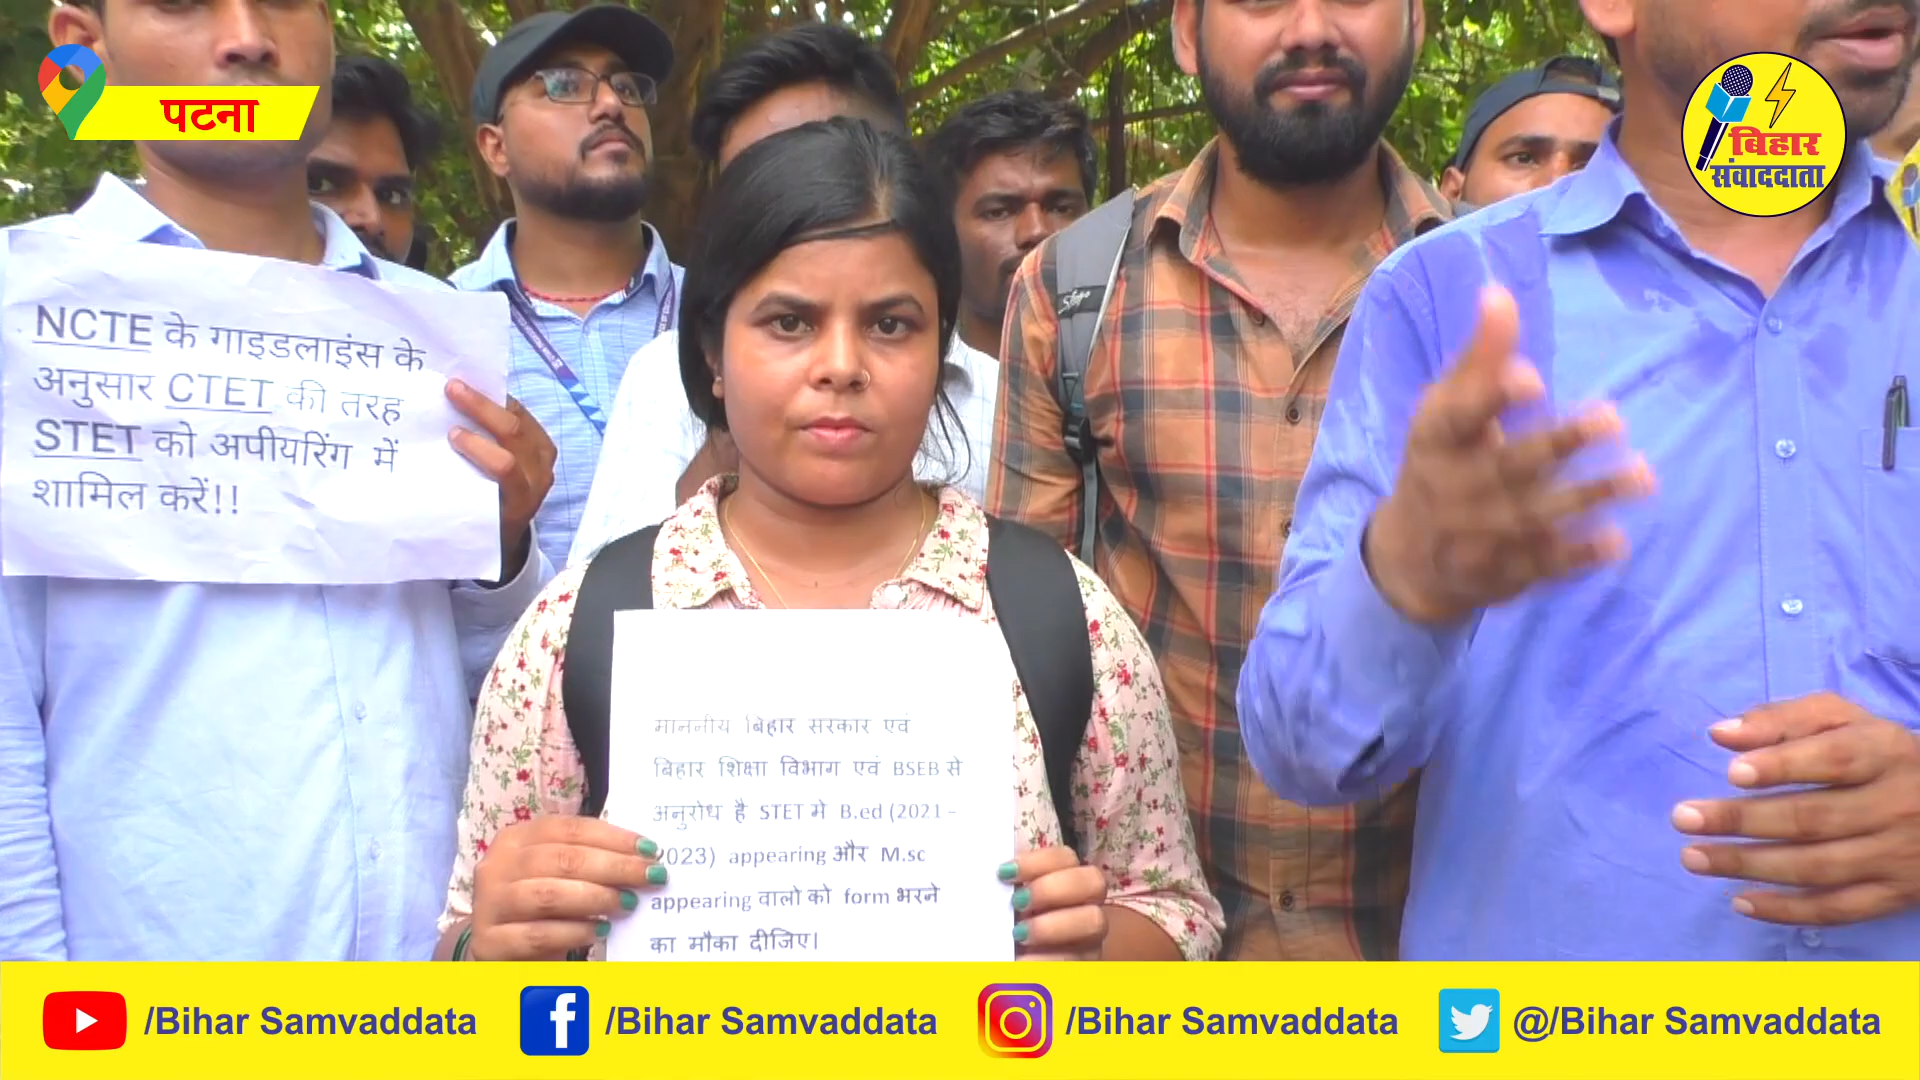 पटना
बिहार
संवाददाता
NCTE के गाइडलाइंस के
अनुसार CTET की तरह
STET को अपीयरिंग में
शामिल करें!!
माननीय बिहार सरकार एवं
बिहार शिक्षा विभाग एवं BSEB से
अनुरोध है STET मे B.ed (2021 -
2023) appearing और M.sc
appearing वालो को form भरने
का मौका दीजिए।
/Bihar Samvaddata
/Bihar Samvaddata
/Bihar Samvaddata
@/Bihar Samvaddata